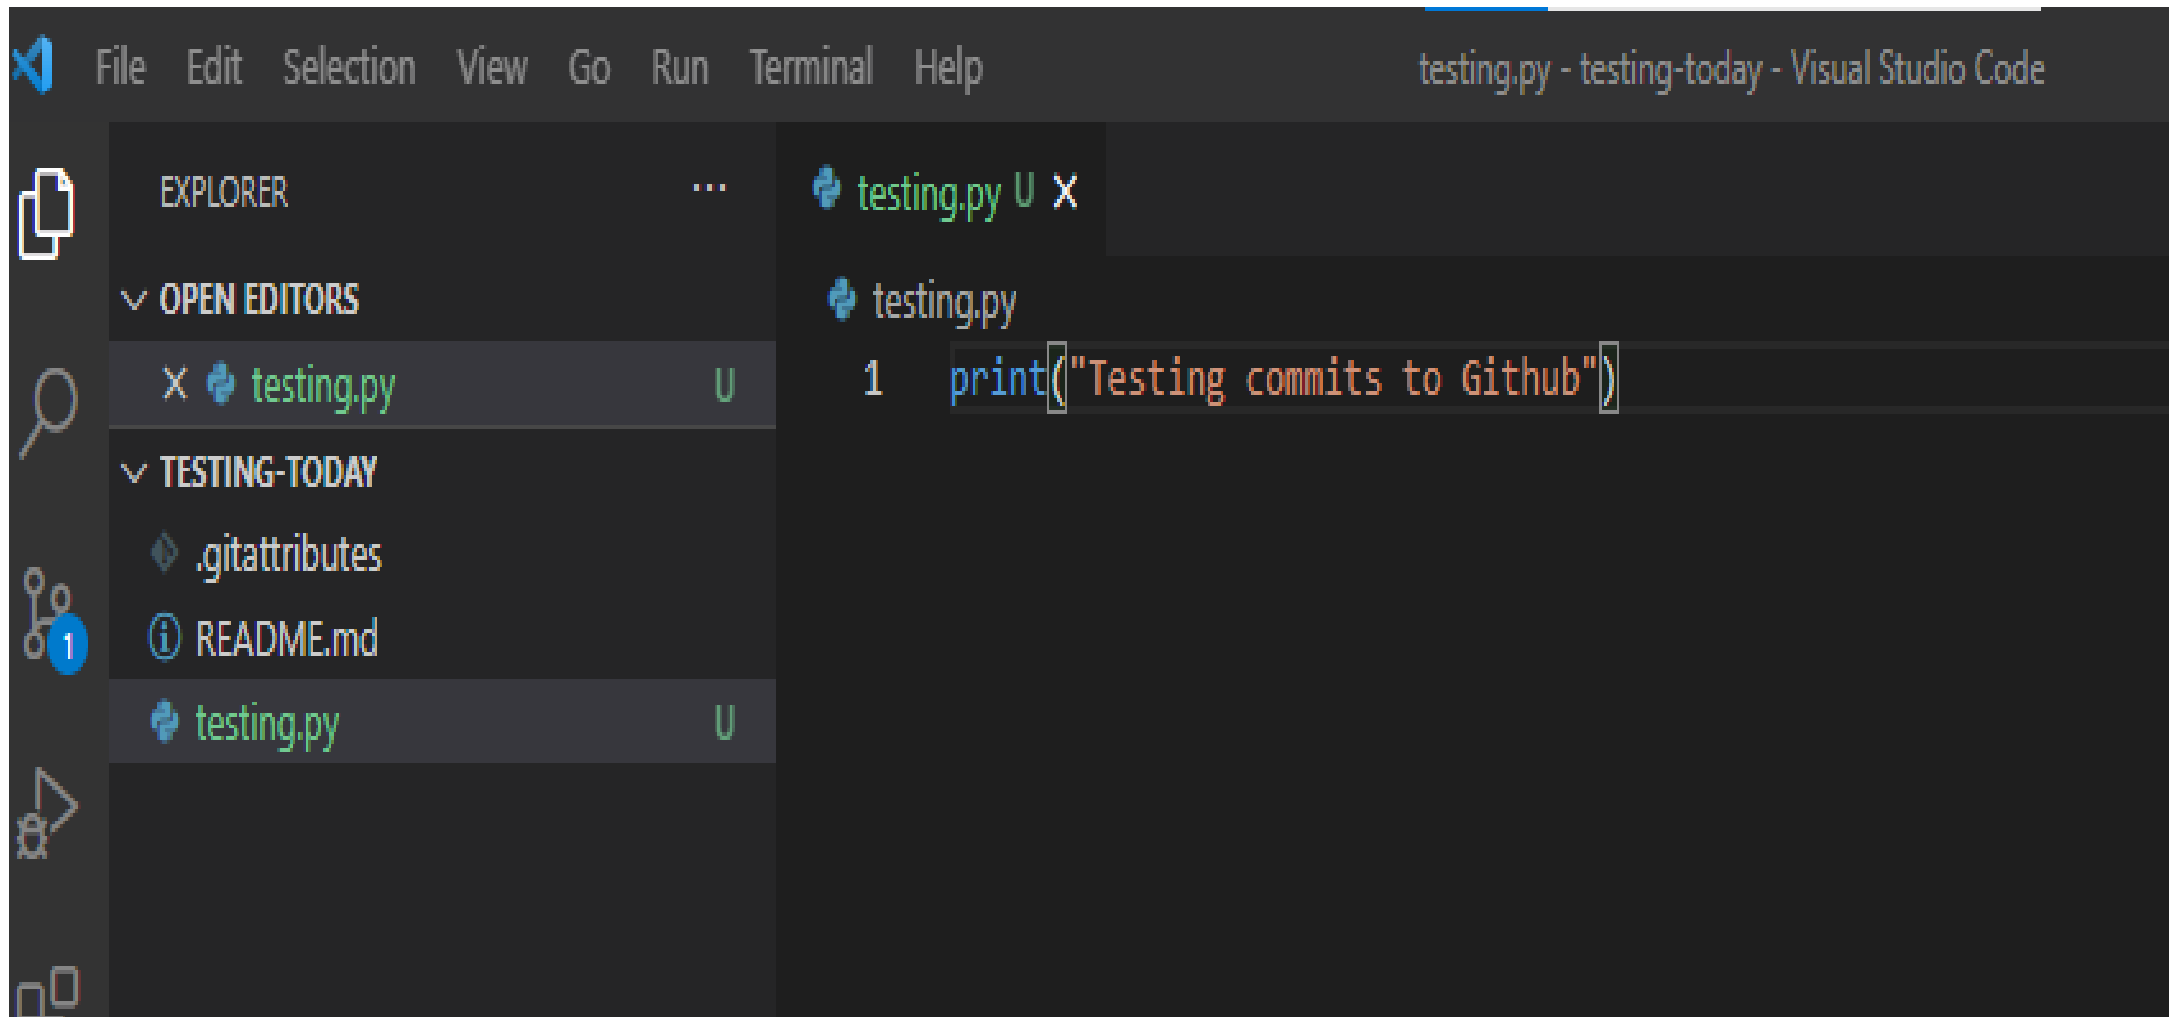 File Edit Selection View Go Run Terminal Help
testing.py - testing-today - Visual Studio Code
EXPLORER ...
OPEN EDITORS
X testing.py U
TESTING-TODAY
.gitattributes
README.md
testing.py U
1
testing.py U X
testing.py
1 print("Testing commits to Github")